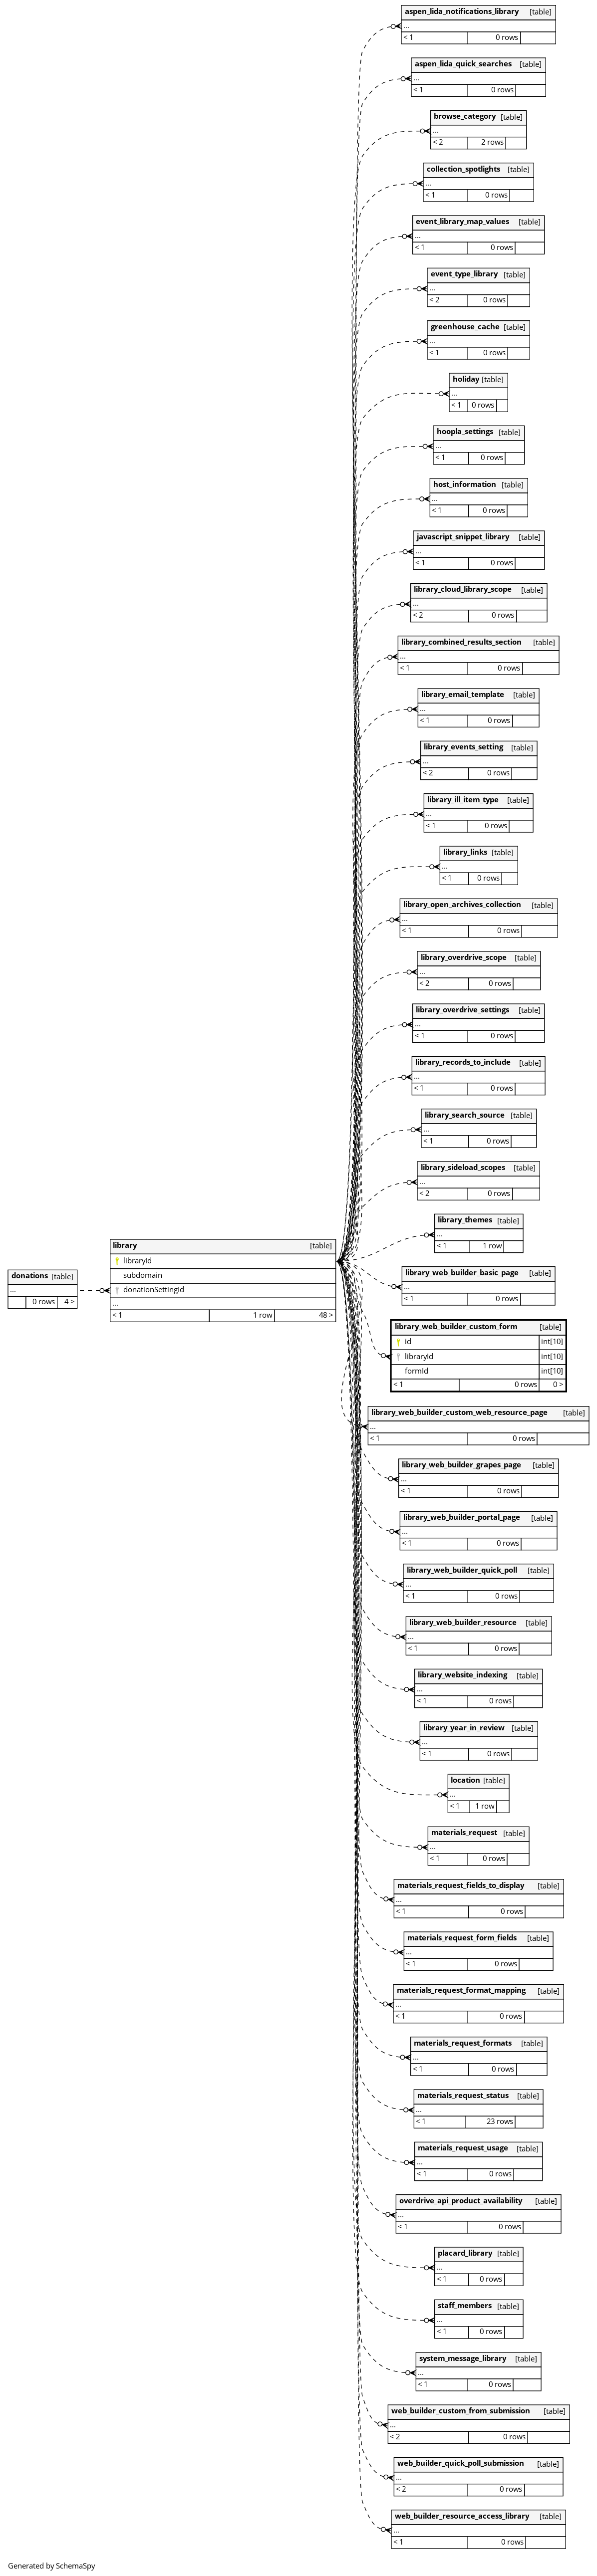 aspen_lida_notifications_library [table]
...
< 1 0 rows
aspen_lida_quick_searches [table]
...
< 1 0 rows
browse_category [table]
...
< 2 2 rows
collection_spotlights [table]
...
< 1 0 rows
event_library_map_values [table]
...
< 1 0 rows
event_type_library [table]
...
< 2 0 rows
greenhouse_cache [table]
...
< 1 0 rows
holiday [table]
...
< 1 0 rows
hoopla_settings [table]
...
< 1 0 rows
host_information [table]
...
< 1 0 rows
javascript_snippet_library [table]
...
< 1 0 rows
library_cloud_library_scope [table]
...
< 2 0 rows
library_combined_results_section [table]
...
< 1 0 rows
library_email_template [table]
...
< 1 0 rows
library_events_setting [table]
...
< 2 0 rows
library_ill_item_type [table]
...
< 1 0 rows
library_links [table]
...
< 1 0 rows
library_open_archives_collection [table]
...
< 1 0 rows
library_overdrive_scope [table]
...
< 2 0 rows
library_overdrive_settings [table]
...
< 1 0 rows
library_records_to_include [table]
...
< 1 0 rows
library_search_source [table]
...
< 1 0 rows
library_sideload_scopes [table]
...
< 2 0 rows
library_themes [table]
...
< 1 1 row
donations [table]
...
0 rows 4 >
library [table]
libraryId
subdomain
donationSettingId
...
< 1 1 row 48 >
library_web_builder_basic_page [table]
...
< 1 0 rows
library_web_builder_custom_form [table]
id int[10]
libraryId int[10]
formId int[10]
< 1 0 rows 0 >
library_web_builder_custom_web_resource_page [table]
...
< 1 0 rows
library_web_builder_grapes_page [table]
...
< 1 0 rows
library_web_builder_portal_page [table]
...
< 1 0 rows
library_web_builder_quick_poll [table]
...
< 1 0 rows
library_web_builder_resource [table]
...
< 1 0 rows
library_website_indexing [table]
...
< 1 0 rows
library_year_in_review [table]
...
< 1 0 rows
location [table]
...
< 1 1 row
materials_request [table]
...
< 1 0 rows
materials_request_fields_to_display [table]
...
< 1 0 rows
materials_request_form_fields [table]
...
< 1 0 rows
materials_request_format_mapping [table]
...
< 1 0 rows
materials_request_formats [table]
...
< 1 0 rows
materials_request_status [table]
...
< 1 23 rows
materials_request_usage [table]
...
< 1 0 rows
overdrive_api_product_availability [table]
...
< 1 0 rows
placard_library [table]
...
< 1 0 rows
staff_members [table]
...
< 1 0 rows
system_message_library [table]
...
< 1 0 rows
web_builder_custom_from_submission [table]
...
< 2 0 rows
web_builder_quick_poll_submission [table]
...
< 2 0 rows
web_builder_resource_access_library [table]
...
< 1 0 rows
Generated by SchemaSpy